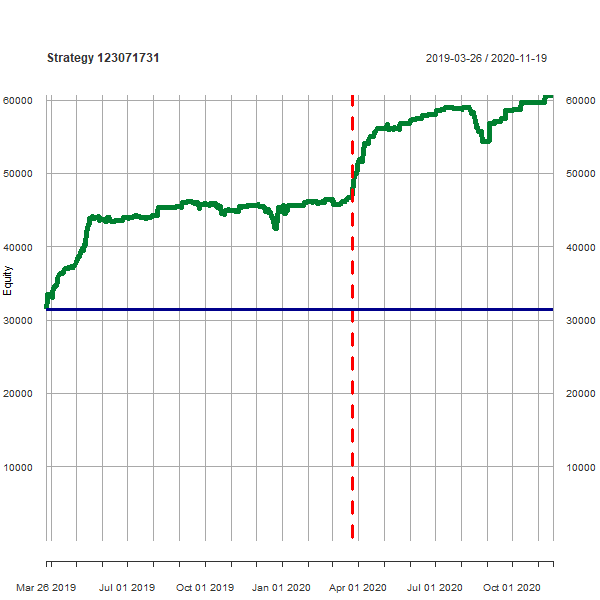 Strategy 123071731
2019-03-26 / 2020-11-19
60000
60000
50000
50000
40000
40000
Equity
30000
30000
20000
20000
10000
10000
Mar 26 2019
Jul 01 2019
Oct 01 2019
Jan 01 2020
Apr 01 2020
Jul 01 2020
Oct 01 2020